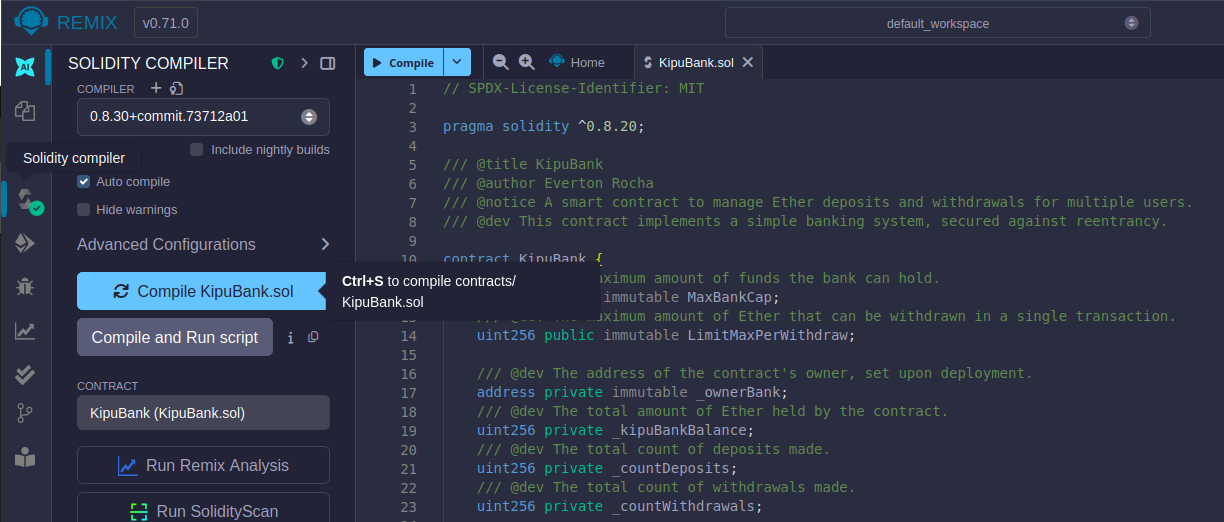 REMIX v0.71.0 default_workspace
AI
SOLIDITY COMPILER
COMPILER
0.8.30+commit.73712a01
Include nightly builds
Solidity compiler
Auto compile
Hide warnings
Advanced Configurations
Compile KipuBank.sol
Ctrl+S to compile contracts/
KipuBank.sol
Compile and Run script
CONTRACT
KipuBank (KipuBank.sol)
Run Remix Analysis
Run SolidityScan
Compile Home KipuBank.sol
1 // SPDX-License-Identifier: MIT
2
3 pragma solidity ^0.8.20;
4
5 /// @title KipuBank
6 /// @author Everton Rocha
7 /// @notice A smart contract to manage Ether deposits and withdrawals for multiple users.
8 /// @dev This contract implements a simple banking system, secured against reentrancy.
9
10 contract KipuBank {
aximum amount of funds the bank can hold.
immutable MaxBankCap;
aximum amount of Ether that can be withdrawn in a single transaction.
14 uint256 public immutable LimitMaxPerWithdraw;
15
16 /// @dev The address of the contract's owner, set upon deployment.
17 address private immutable _ownerBank;
18 /// @dev The total amount of Ether held by the contract.
19 uint256 private _kipuBankBalance;
20 /// @dev The total count of deposits made.
21 uint256 private _countDeposits;
22 /// @dev The total count of withdrawals made.
23 uint256 private _countWithdrawals;